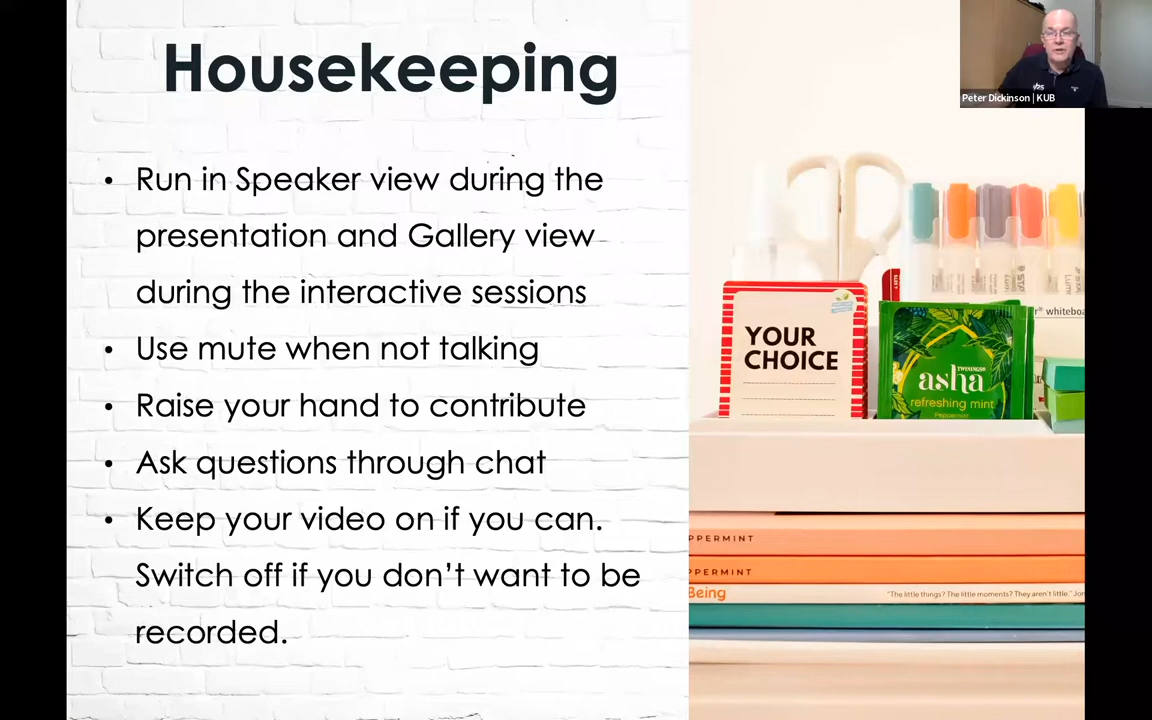 Housekeeping
• Run in Speaker view during the
presentation and Gallery view
during the interactive sessions
• Use mute when not talking
• Raise your hand to contribute
• Ask questions through chat
• Keep your video on if you can.
Switch off if you don’t want to be
recorded.
Peter Dickinson | KUB
YOUR
CHOICE
TWININGS®
asha
refreshing mint
Peppermint
PPERMINT
PPERMINT
Being
"The little things? The little moments? They aren't little."